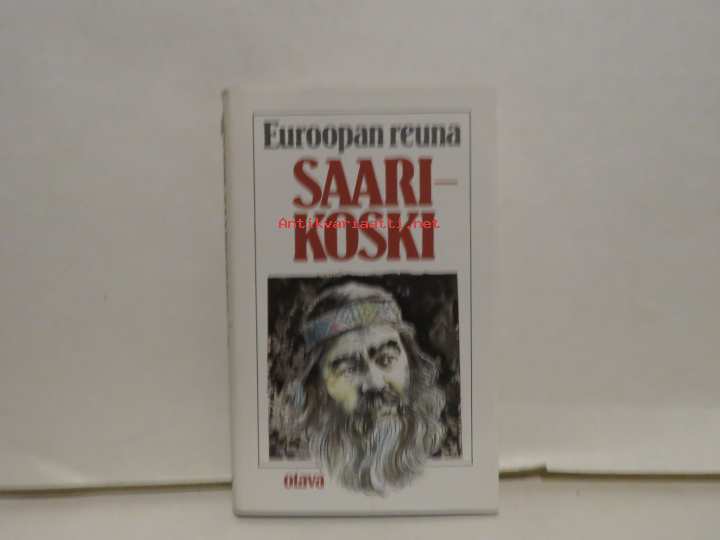 Euroopan reuna
SAARI–
Antikvariaatti.net
KOSKI
otava